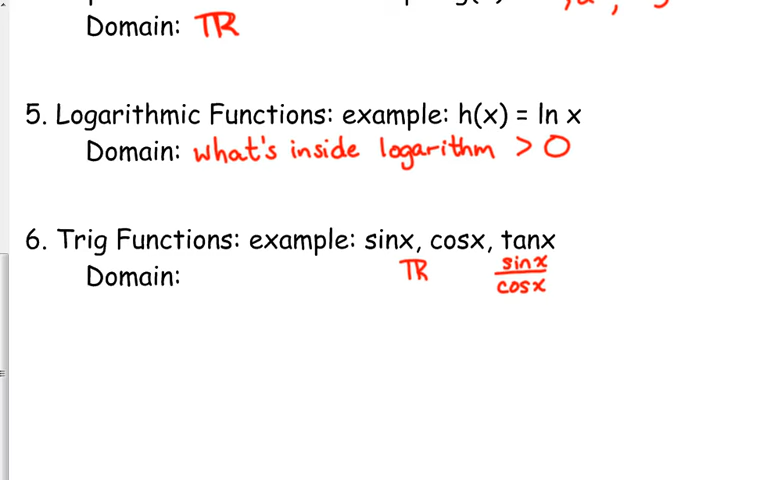 Domain: ℝ
5. Logarithmic Functions: example: h(x) = ln x
Domain: what's inside logarithm > 0
6. Trig Functions: example: sinx, cosx, tanx
Domain: ℝ sinx
cosx